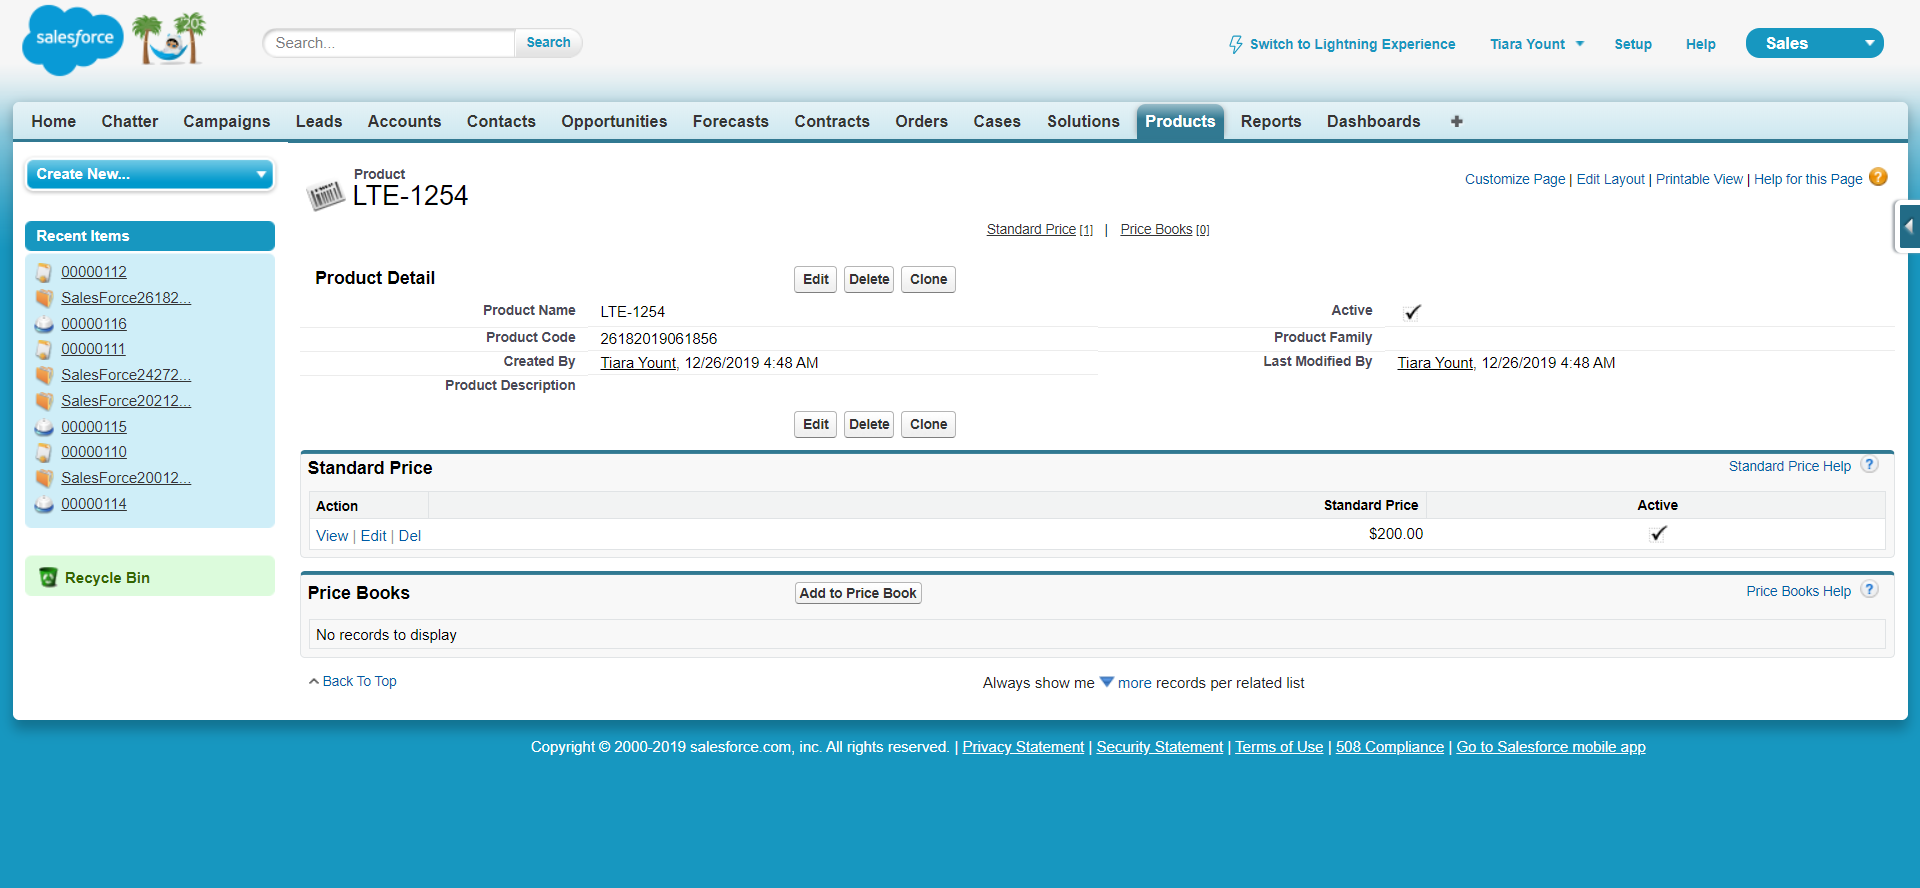 salesforce
20
Search...
Search
Switch to Lightning Experience
Tiara Yount
Setup
Help
Sales
Home Chatter Campaigns Leads Accounts Contacts Opportunities Forecasts Contracts Orders Cases Solutions Products Reports Dashboards +
Create New...
Recent Items
00000112
SalesForce26182...
00000116
00000111
SalesForce24272...
SalesForce20212...
00000115
00000110
SalesForce20012...
00000114
Recycle Bin
Product
LTE-1254
Customize Page | Edit Layout | Printable View | Help for this Page ?
Standard Price [1] | Price Books [0]
Product Detail Edit Delete Clone
Product Name LTE-1254 Active
Product Code 26182019061856 Product Family
Created By Tiara Yount, 12/26/2019 4:48 AM Last Modified By Tiara Yount, 12/26/2019 4:48 AM
Product Description
Edit Delete Clone
Standard Price Standard Price Help ?
Action Standard Price Active
View | Edit | Del $200.00
Price Books Add to Price Book Price Books Help ?
No records to display
Back To Top Always show me more records per related list
Copyright © 2000-2019 salesforce.com, inc. All rights reserved. | Privacy Statement | Security Statement | Terms of Use | 508 Compliance | Go to Salesforce mobile app